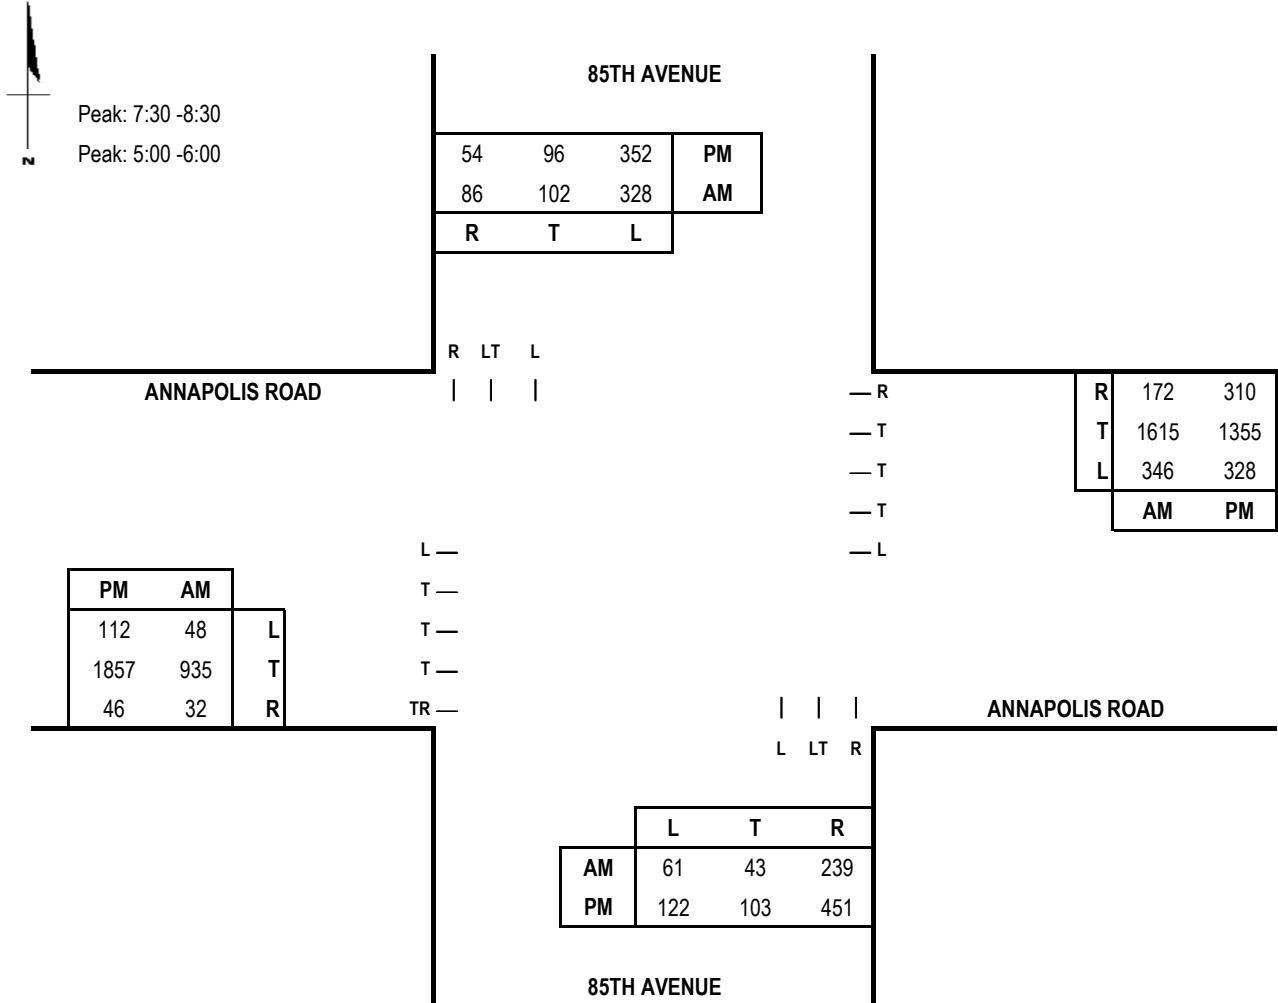 85TH AVENUE
Peak: 7:30 -8:30
Peak: 5:00 -6:00
N
54 96 352 PM
86 102 328 AM
R T L
R LT L
ANNAPOLIS ROAD
R
T
T
T
L
R 172 310
T 1615 1355
L 346 328
AM PM
L
T
T
T
TR
PM AM
112 48 L
1857 935 T
46 32 R
ANNAPOLIS ROAD
L LT R
L T R
AM 61 43 239
PM 122 103 451
85TH AVENUE